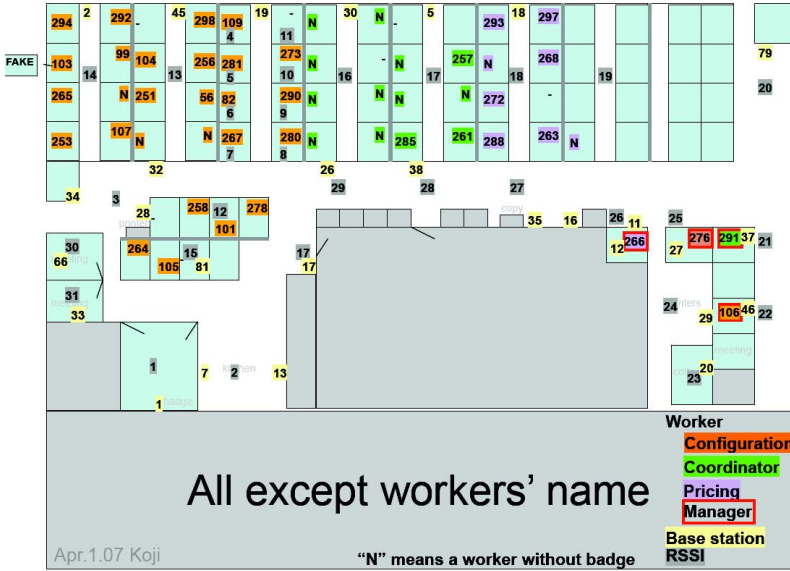 2 45 19 30 5 18
294 292 - 298 109 - N N N 293 297
4 11 -
FAKE 103 99 104 256 281 273 N - N 257 N 268 79
14 13 5 10 16 17 18 19 20
265 N 251 56 82 290 N N N N 272 -
6 9
253 107 N N 267 280 N N 285 261 288 263 N
7 8
32 26 38
34 3 29 28 27
28 258 12 278 copy 35 16 26 11 25
printer 101
30 264 15 17 12 266 27 276 291 37 21
66 meeting 105 - 81 17
31 24 29 106 46 22
33
1 7 2 kitchen 13 20 meeting
23
1 badge
Worker
Configuration
Coordinator
All except workers' name
Pricing
Manager
Base station
Apr.1.07 Koji
"N" means a worker without badge
RSSI